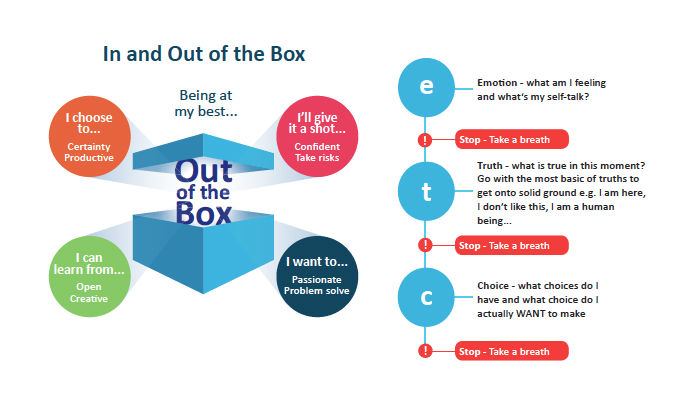 In and Out of the Box
Being at
my best...
I choose
to...
Certainty
Productive
I'll give
it a shot...
Confident
Take risks
Out
of the
Box
I can
learn from...
Open
Creative
I want to...
Passionate
Problem solve
e
Emotion - what am I feeling
and what's my self-talk?
!
Stop - Take a breath
t
Truth - what is true in this moment?
Go with the most basic of truths to
get onto solid ground e.g. I am here,
I don't like this, I am a human
being...
!
Stop - Take a breath
c
Choice - what choices do I
have and what choice do I
actually WANT to make
!
Stop - Take a breath